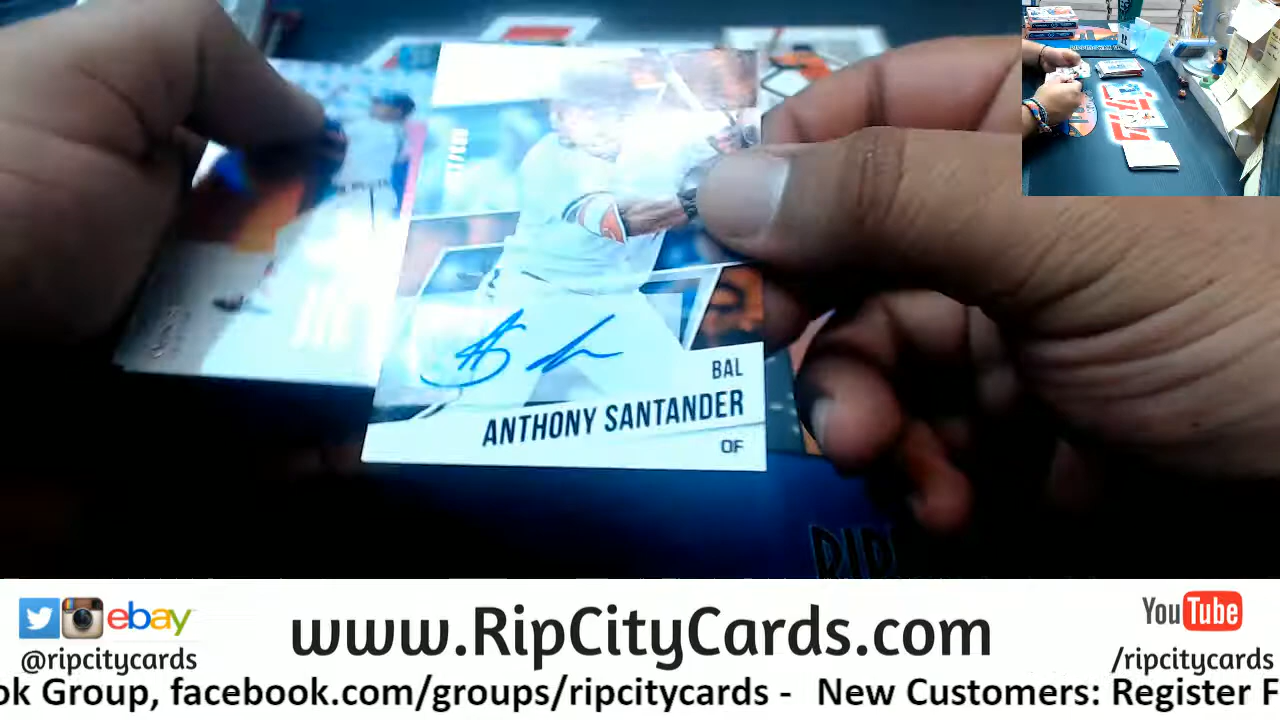 BAL
ANTHONY SANTANDER
OF
ebay
www.RipCityCards.com
YouTube
@ripcitycards
/ripcitycards
ok Group, facebook.com/groups/ripcitycards - New Customers: Register F